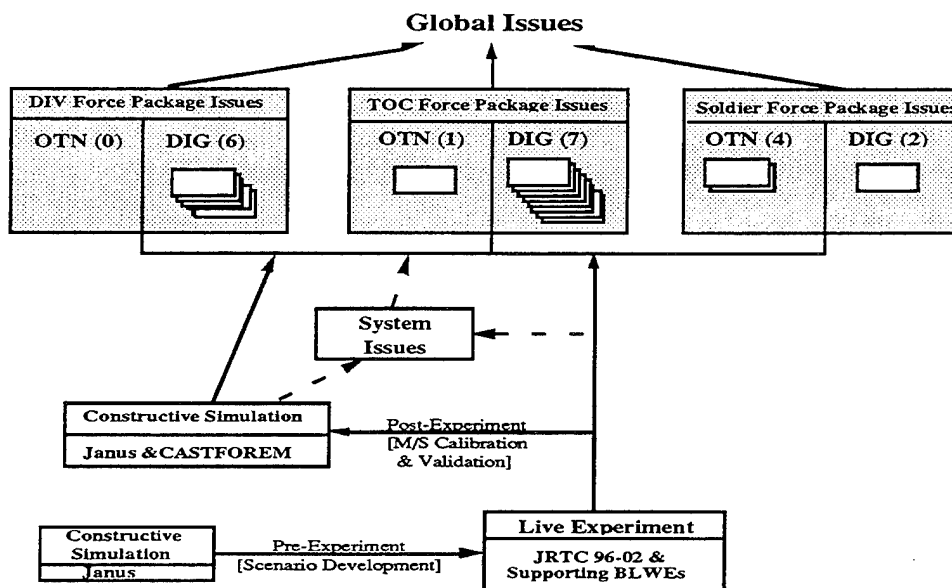 Global Issues
DIV Force Package Issues
OTN (0)
DIG (6)
TOC Force Package Issues
OTN (1)
DIG (7)
Soldier Force Package Issues
OTN (4)
DIG (2)
System
Issues
Constructive Simulation
Janus &CASTFOREM
Post-Experiment
[M/S Calibration
& Validation]
Constructive
Simulation
Janus
Pre-Experiment
[Scenario Development]
Live Experiment
JRTC 96-02 &
Supporting BLWEs